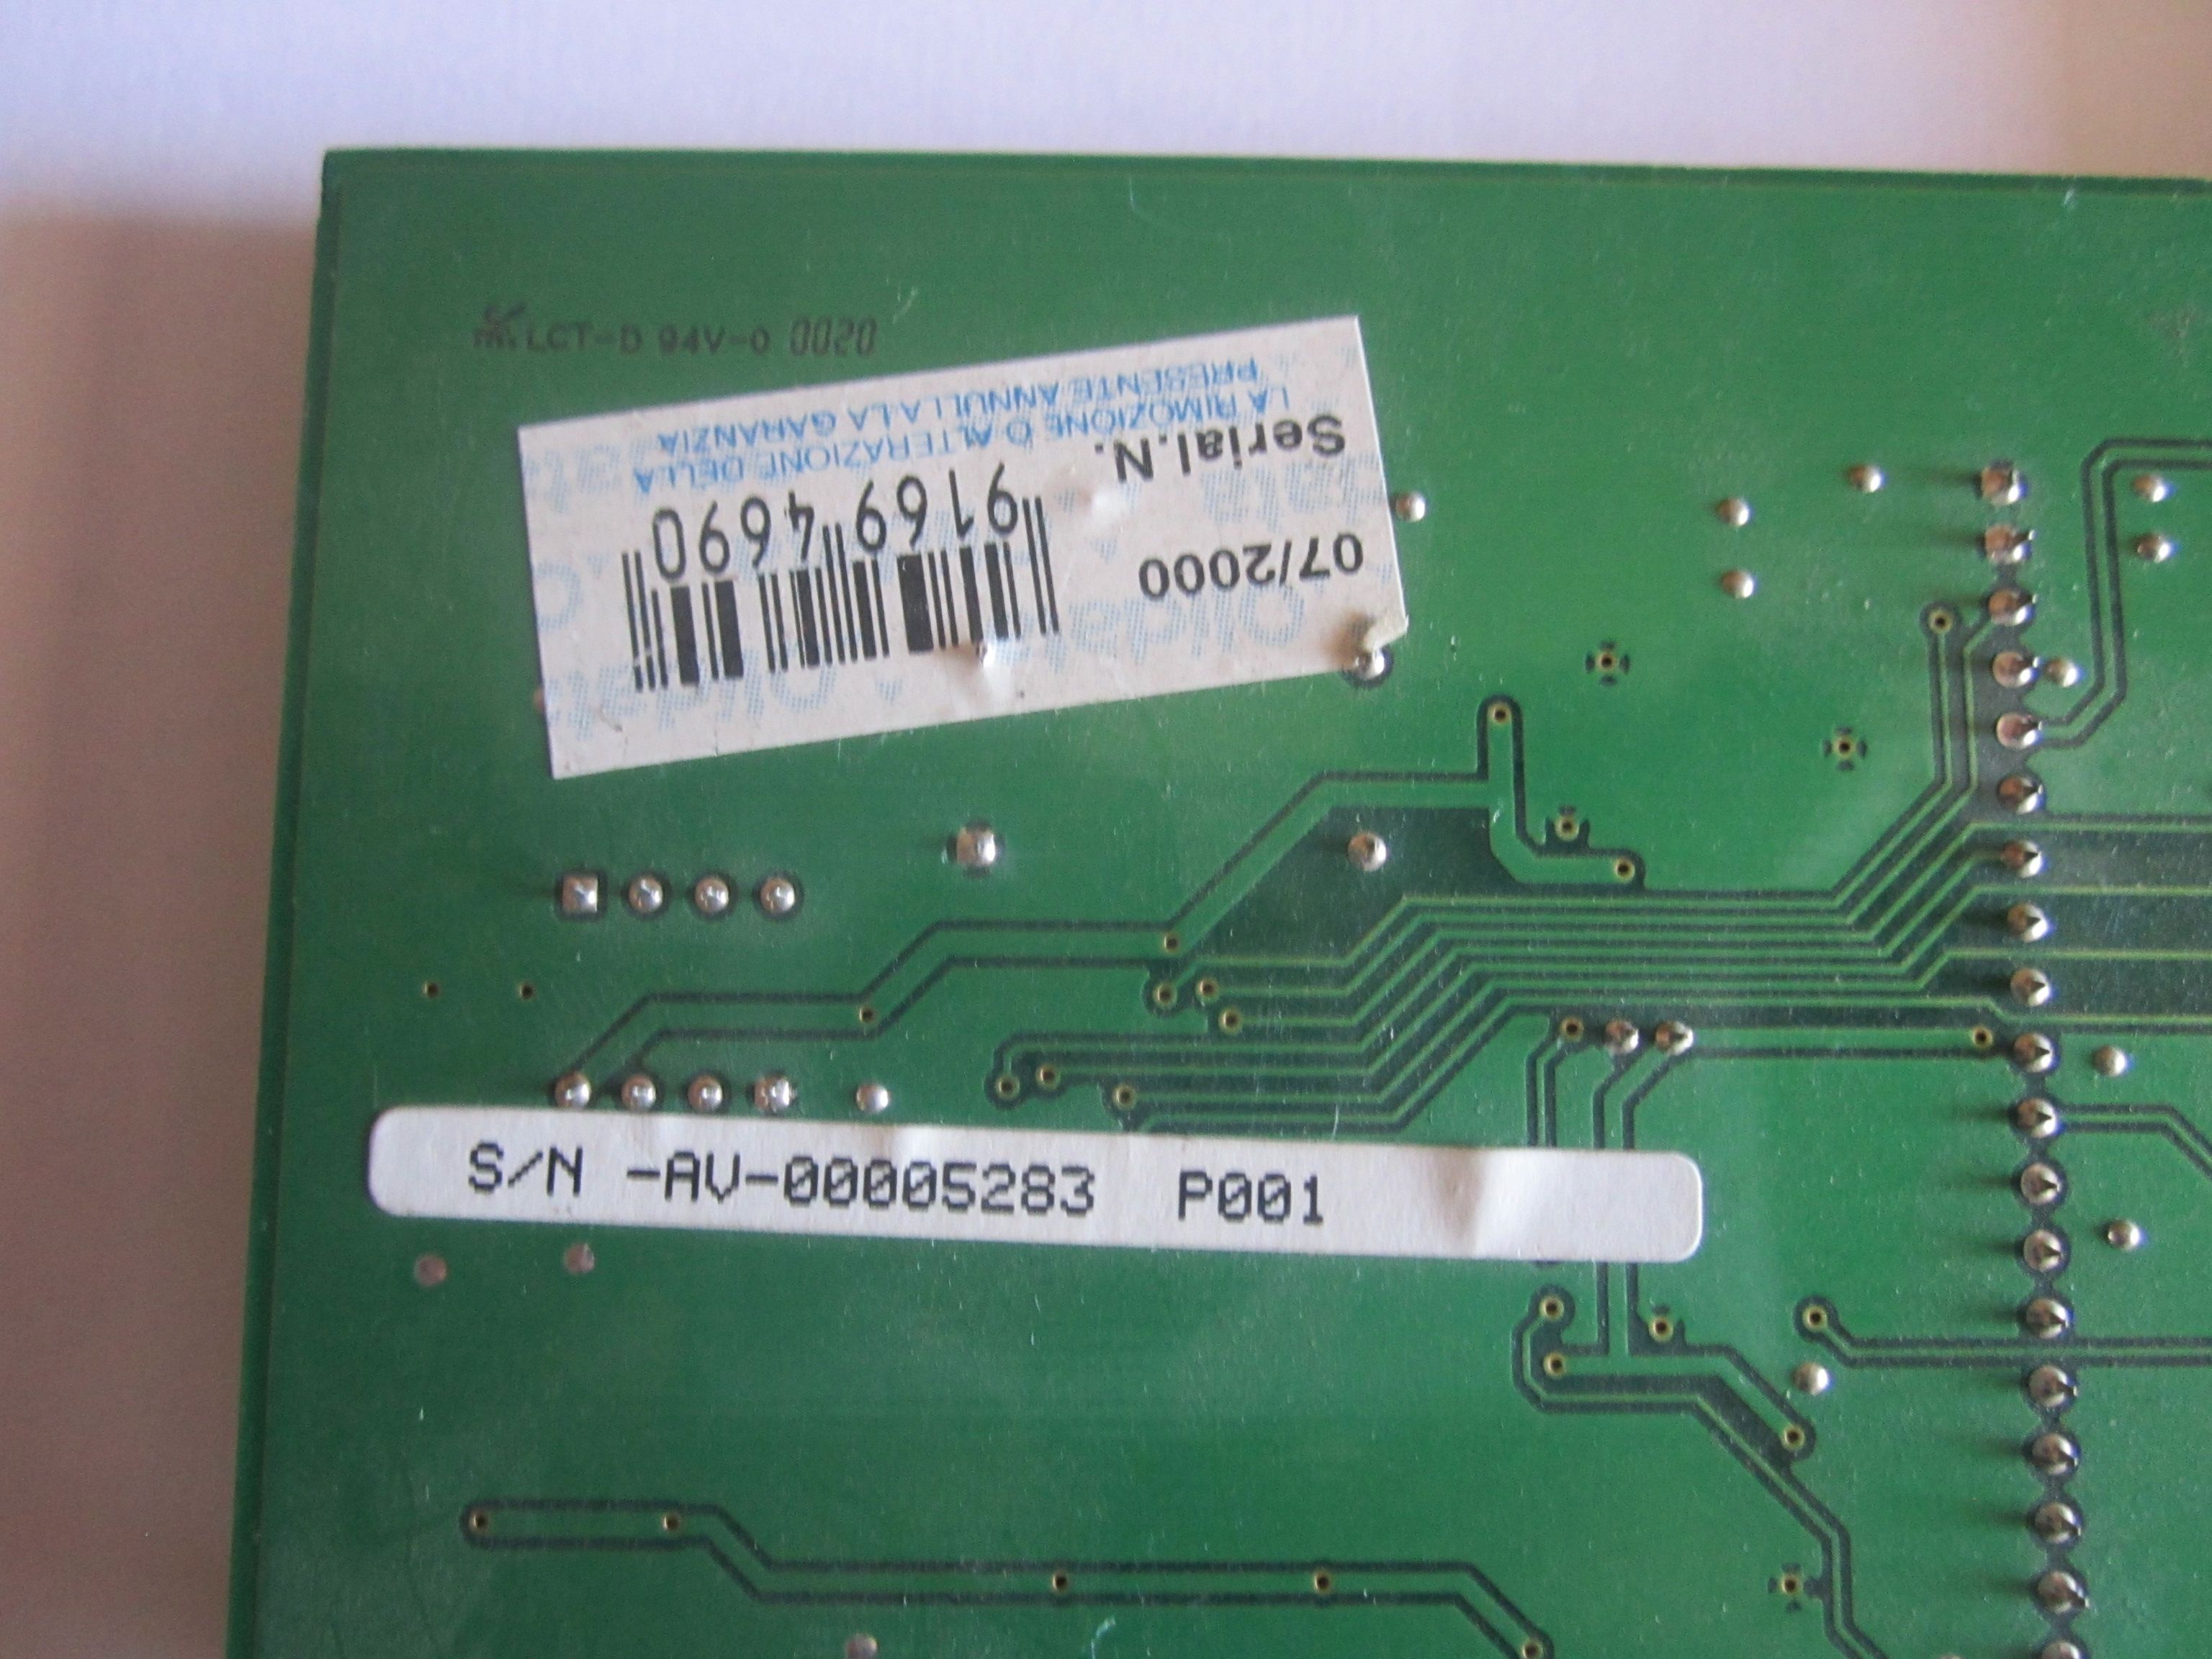 LCT-D 94V-0 0020
07/2000
Serial.N.
9169 4690
LA RIMOZIONE O ALTERAZIONE DELLA
PRESENTE ANNULLA LA GARANZIA
S/N -AV-00005283 P001